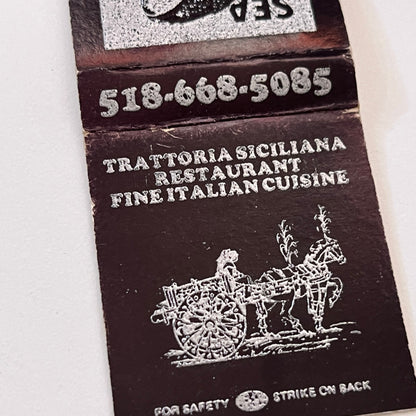 SEA
518-668-5085
TRATTORIA SICILIANA
RESTAURANT
FINE ITALIAN CUISINE
FOR SAFETY STRIKE ON BACK